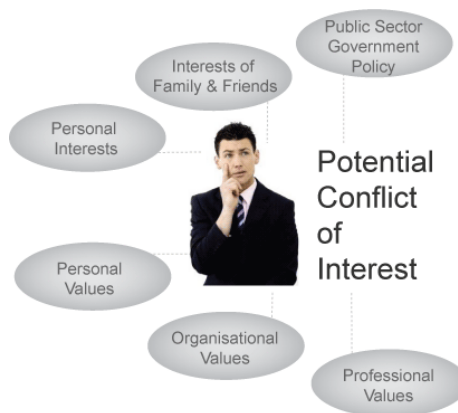 Public Sector
Government
Policy
Interests of
Family & Friends
Personal
Interests
Potential
Conflict
of
Interest
Personal
Values
Organisational
Values
Professional
Values